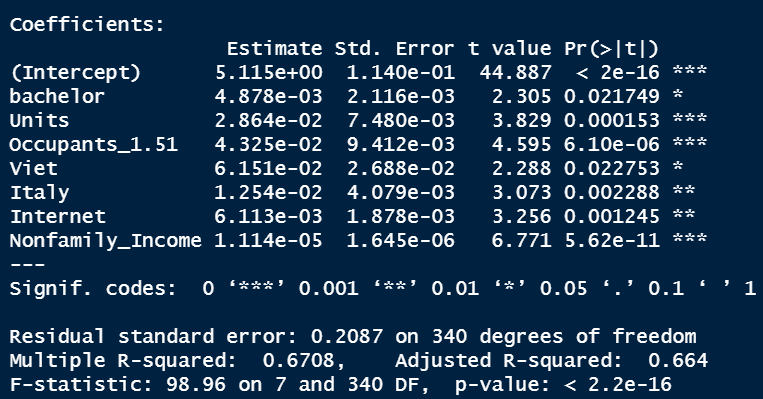 Coefficients:
Estimate Std. Error t value Pr(>|t|)
(Intercept) 5.115e+00 1.140e-01 44.887 < 2e-16 ***
bachelor 4.878e-03 2.116e-03 2.305 0.021749 *
Units 2.864e-02 7.480e-03 3.829 0.000153 ***
Occupants_1.51 4.325e-02 9.412e-03 4.595 6.10e-06 ***
Viet 6.151e-02 2.688e-02 2.288 0.022753 *
Italy 1.254e-02 4.079e-03 3.073 0.002288 **
Internet 6.113e-03 1.878e-03 3.256 0.001245 **
Nonfamily_Income 1.114e-05 1.645e-06 6.771 5.62e-11 ***
---
Signif. codes: 0 ‘***’ 0.001 ‘**’ 0.01 ‘*’ 0.05 ‘.’ 0.1 ‘ ’ 1
Residual standard error: 0.2087 on 340 degrees of freedom
Multiple R-squared: 0.6708, Adjusted R-squared: 0.664
F-statistic: 98.96 on 7 and 340 DF, p-value: < 2.2e-16